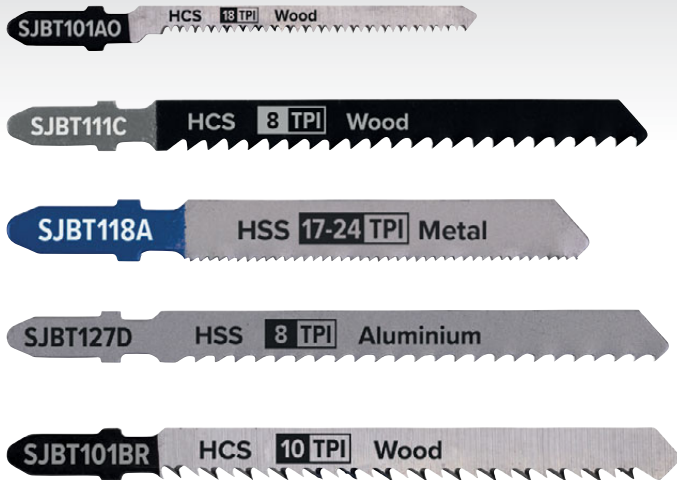 SJBT101AO HCS 18 TPI Wood
SJBT111C HCS 8 TPI Wood
SJBT118A HSS 17-24 TPI Metal
SJBT127D HSS 8 TPI Aluminium
SJBT101BR HCS 10 TPI Wood